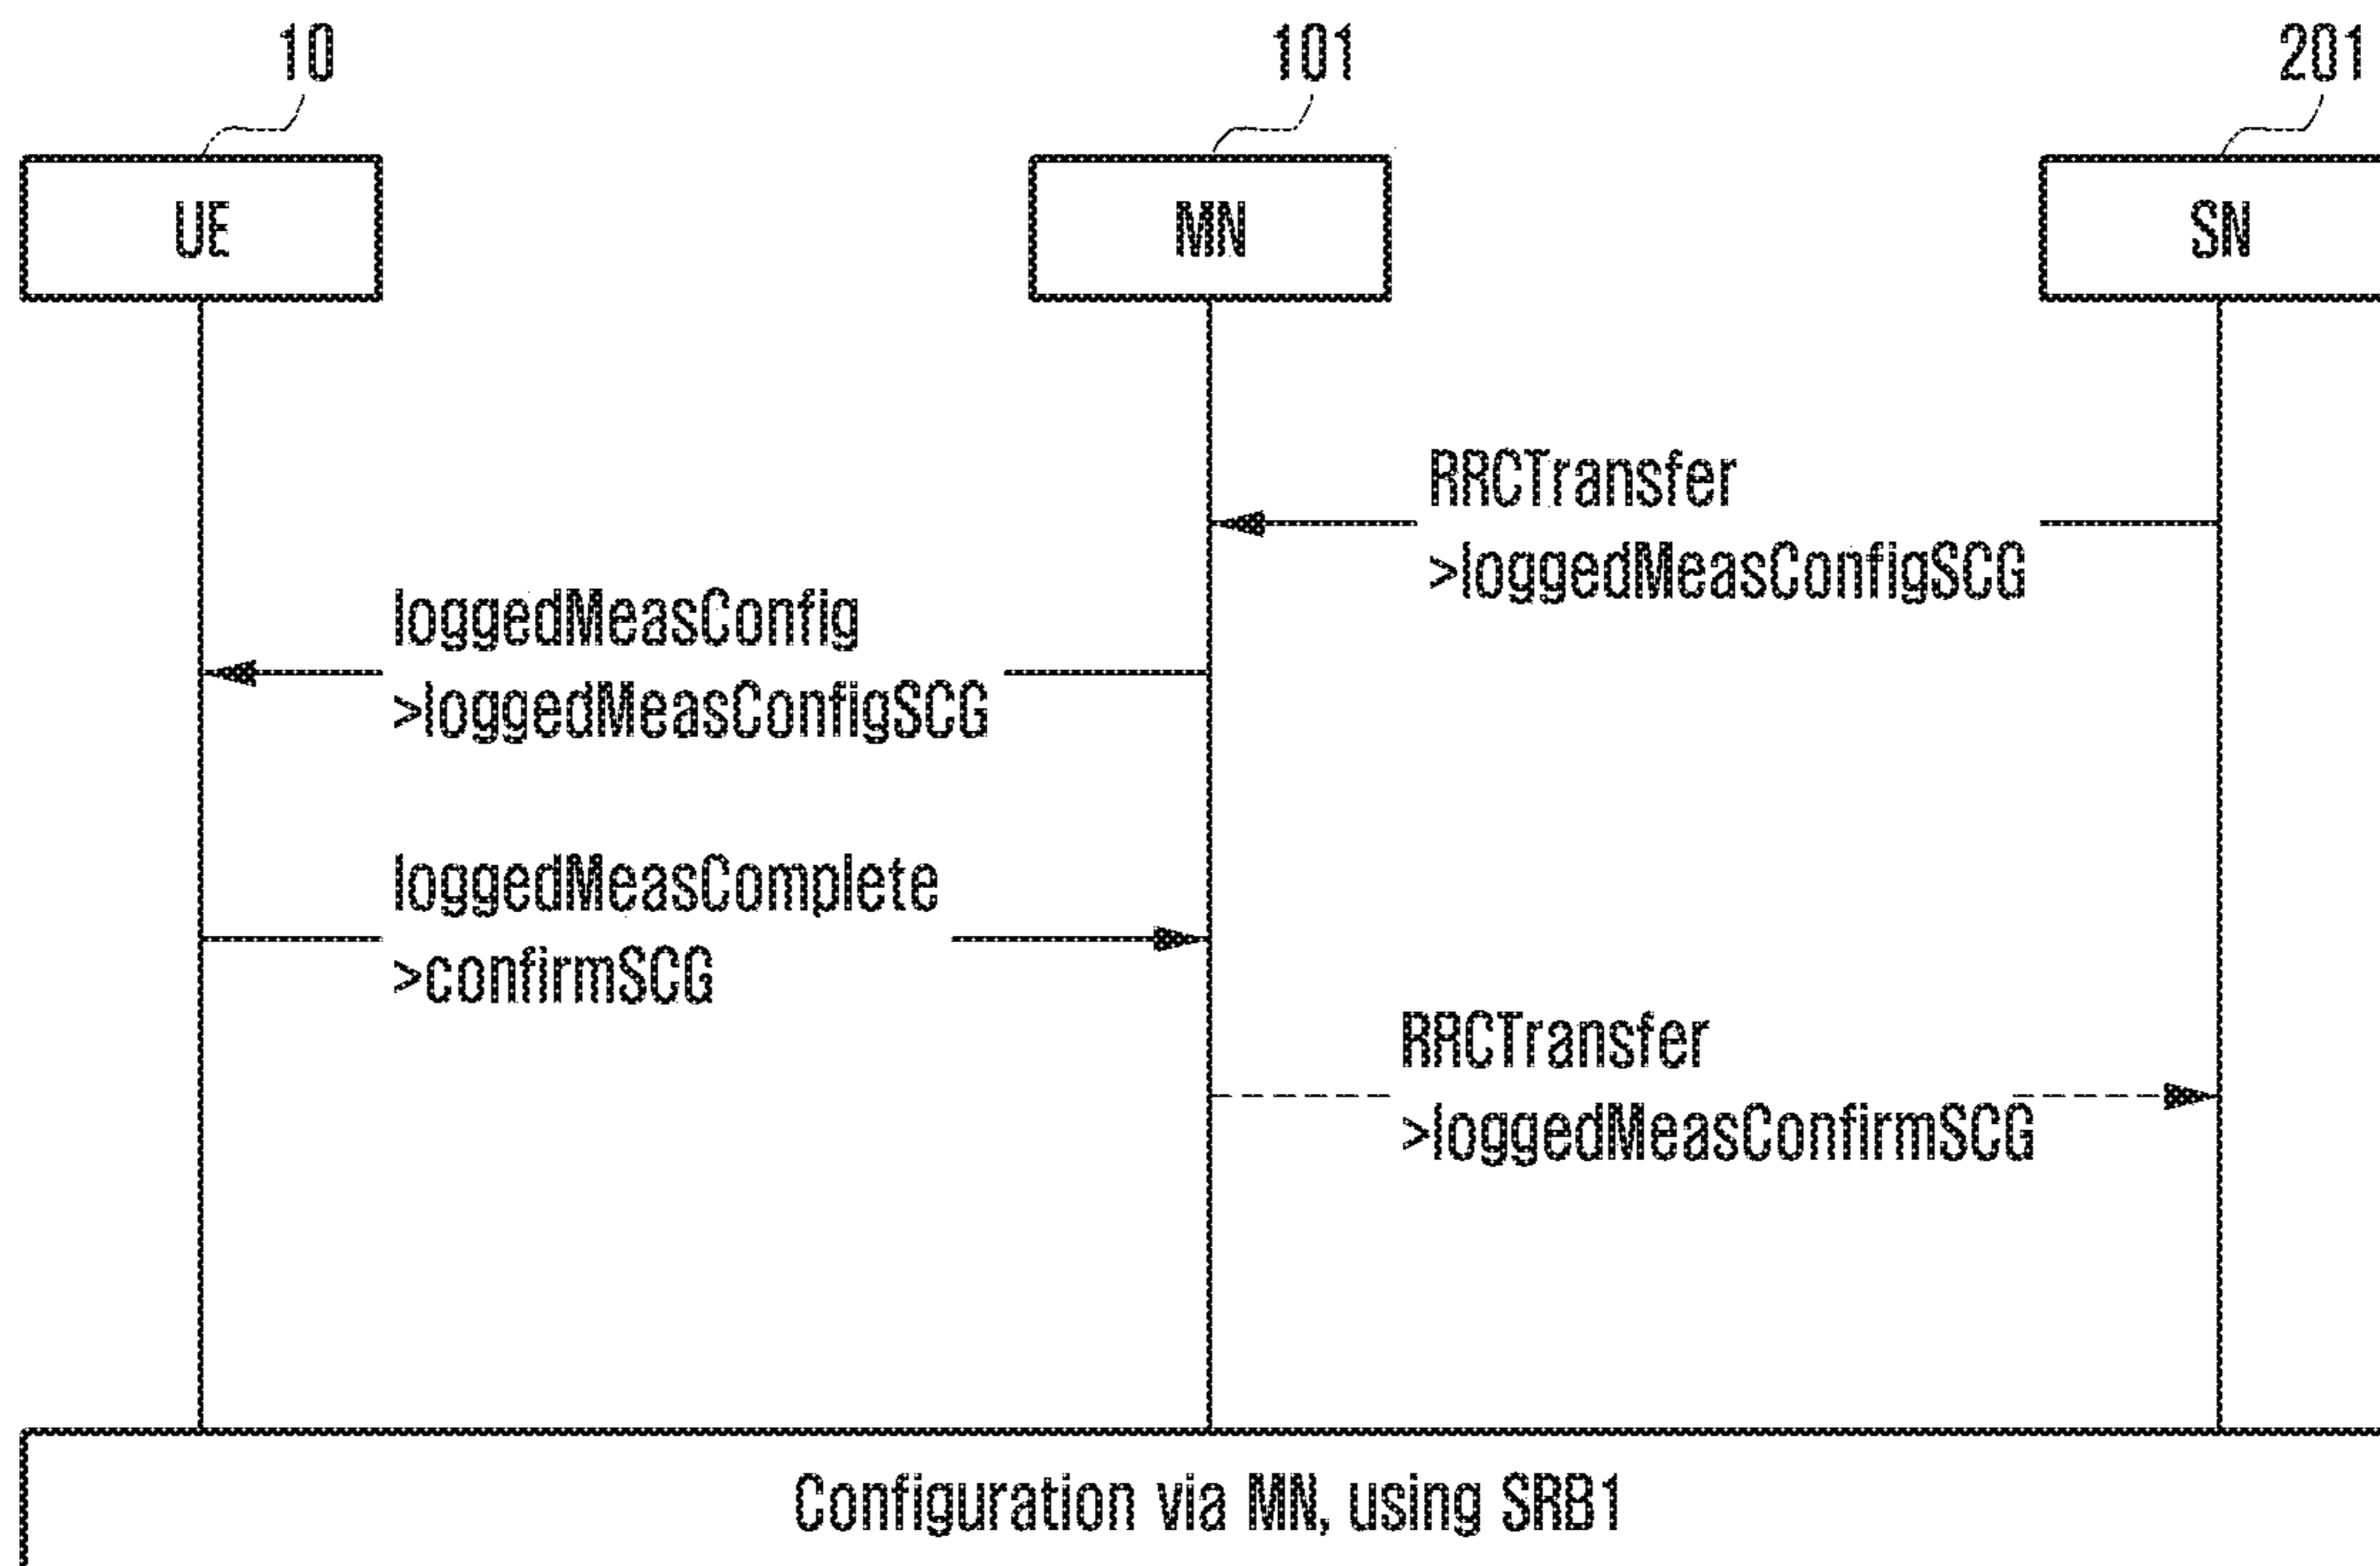 10
101
201
UE
MN
SN
RRCTransfer
>loggedMeasConfigSCG
loggedMeasConfig
>loggedMeasConfigSCG
loggedMeasComplete
>confirmSCG
RRCTransfer
>loggedMeasConfirmSCG
Configuration via MN, using SRB1